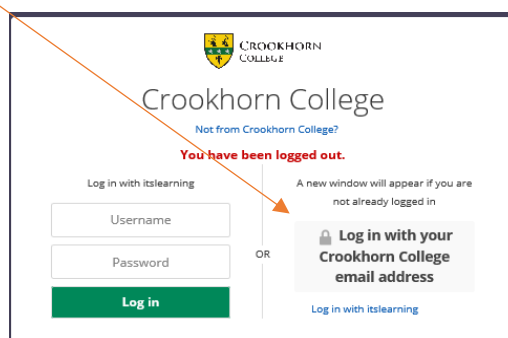 CROOKHORN
COLLEGE
Crookhorn College
Not from Crookhorn College?
You have been logged out.
Log in with itslearning
Username
Password
Log in
OR
A new window will appear if you are
not already logged in
Log in with your
Crookhorn College
email address
Log in with itslearning